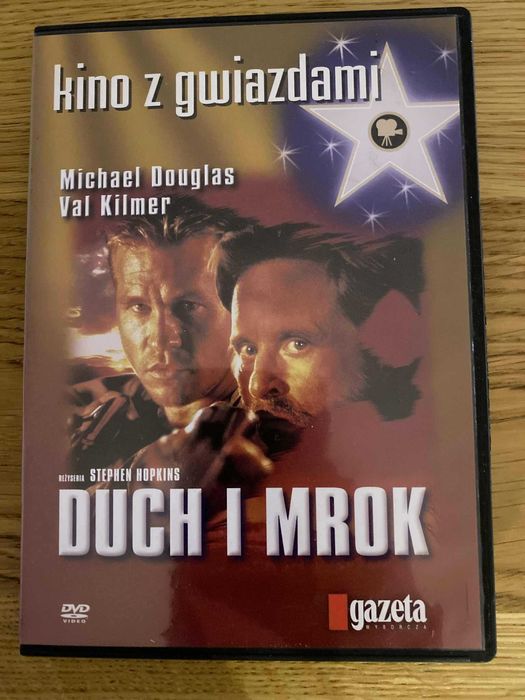 kino z gwiazdami
Michael Douglas
Val Kilmer
REŻYSERIA STEPHEN HOPKINS
DUCH I MROK
DVD
VIDEO
gazeta
WYBORCZA